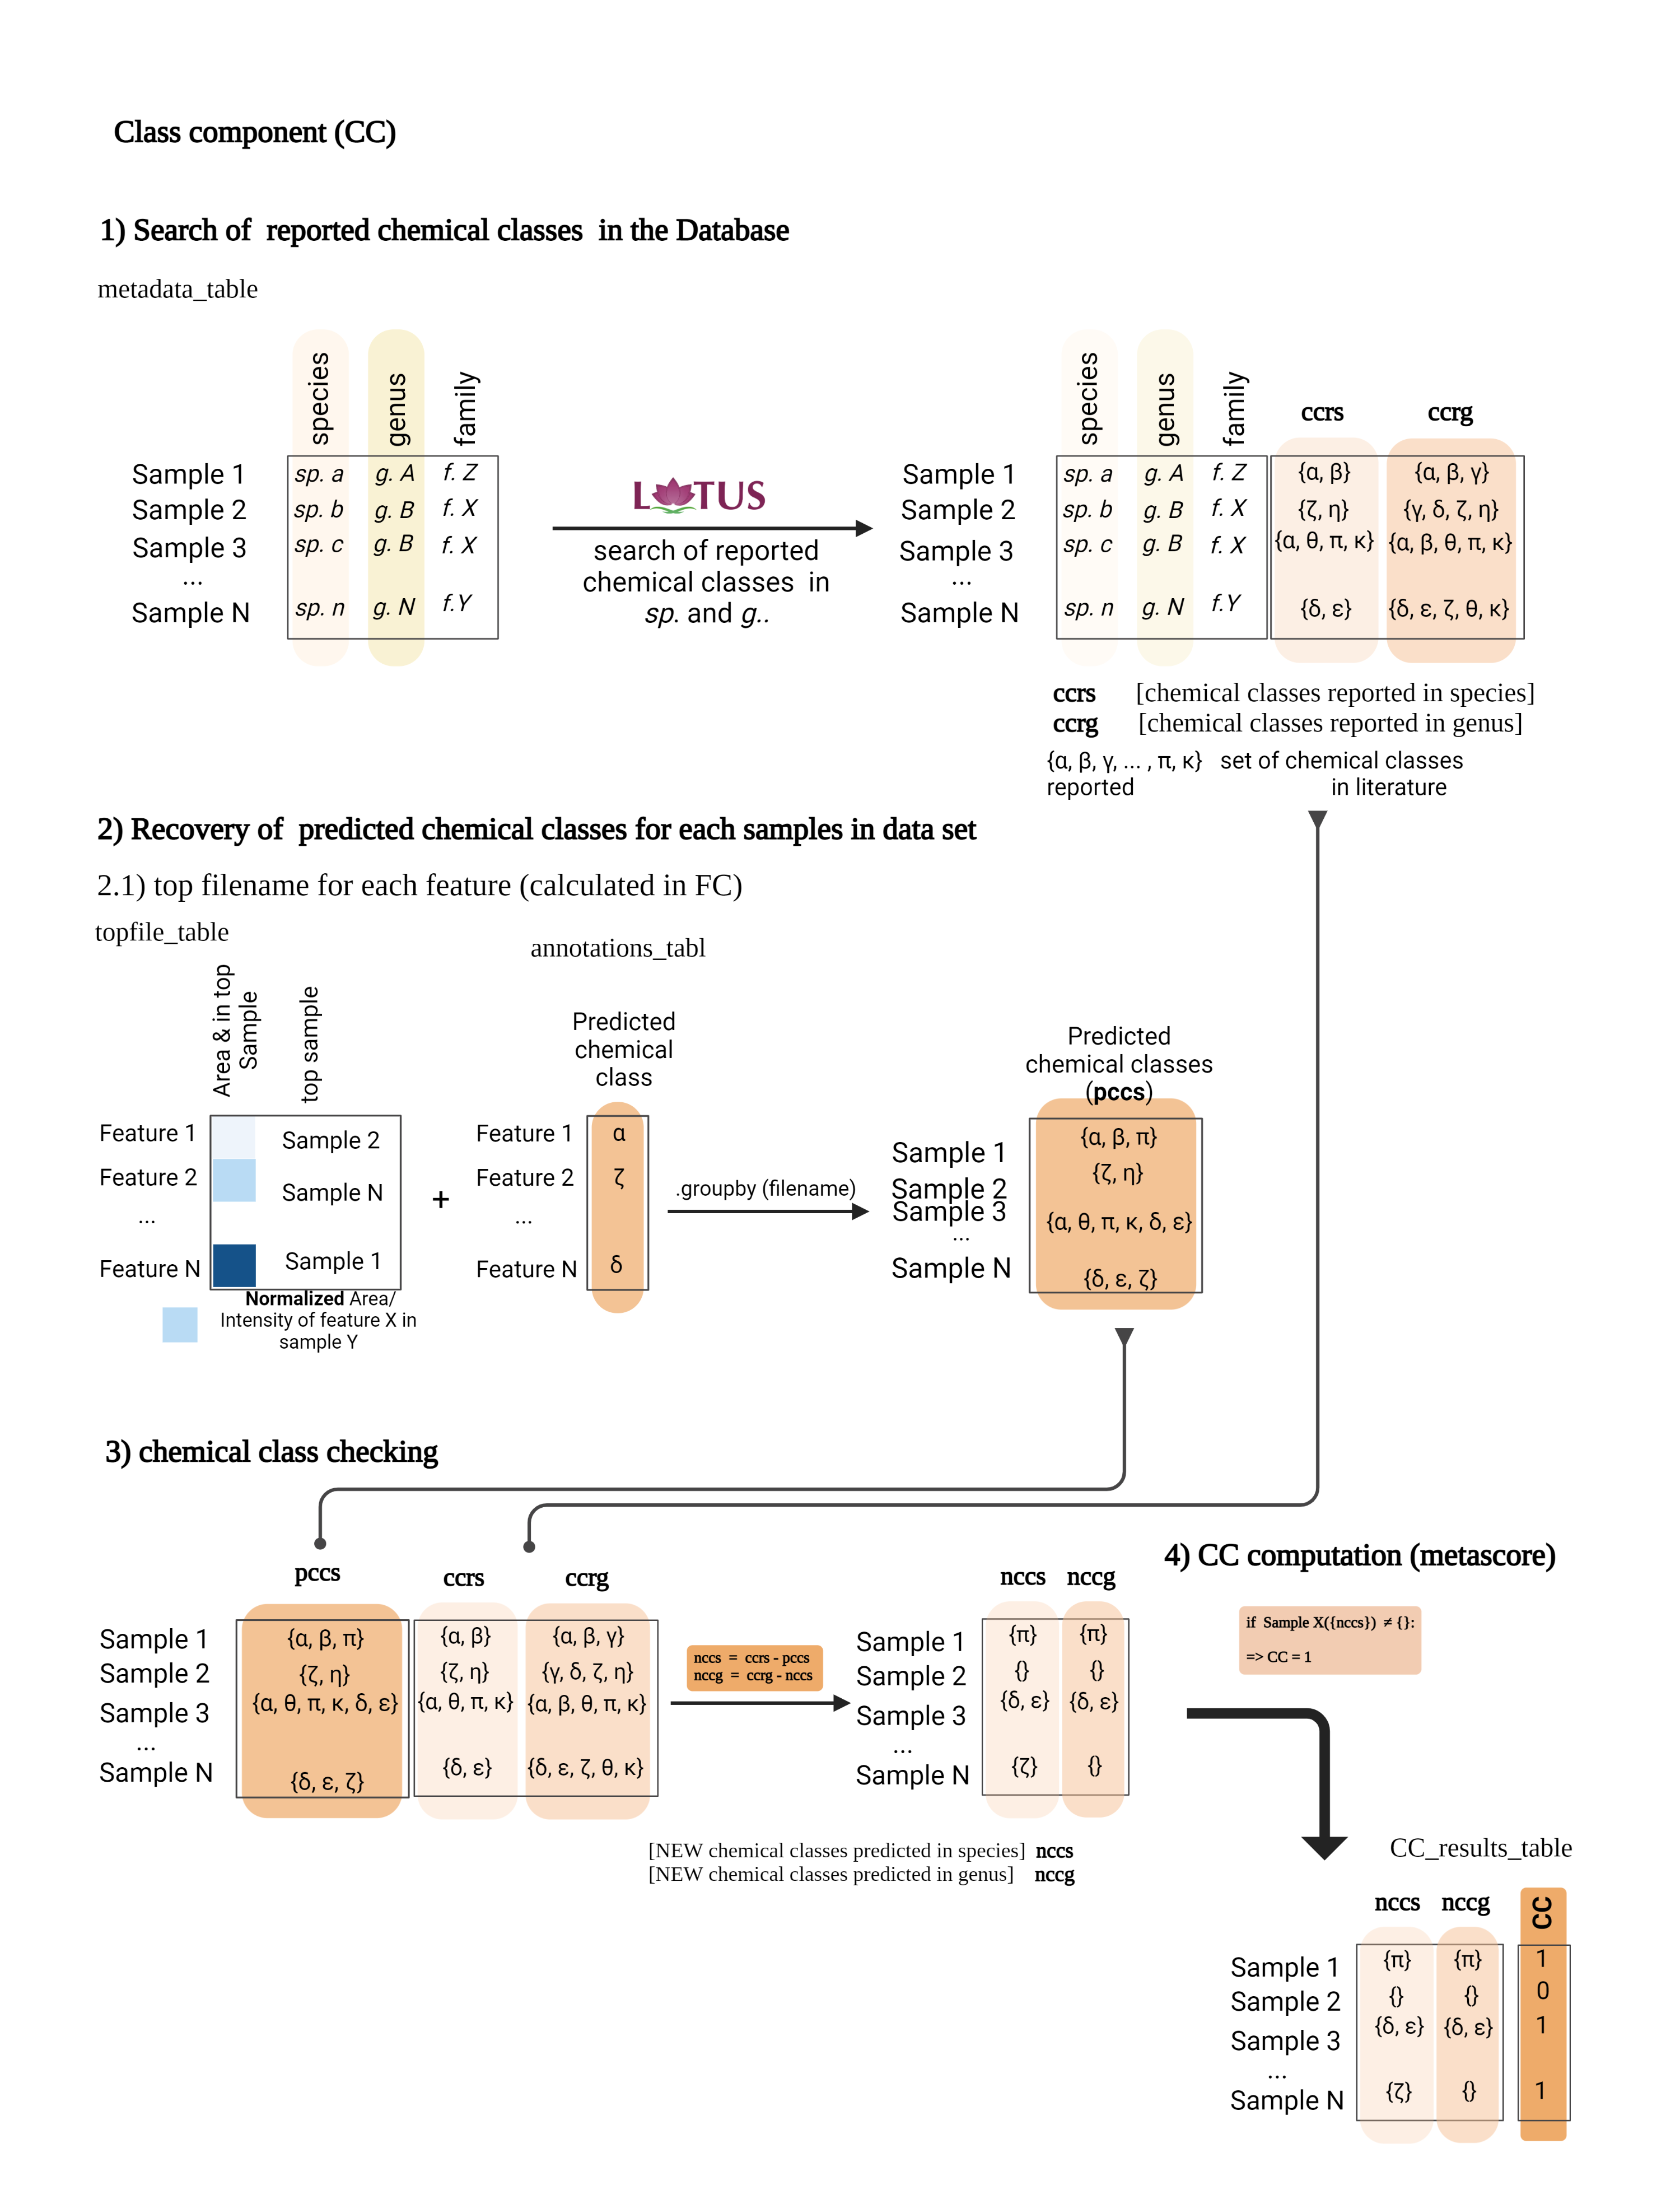 Class component (CC)
1) Search of  reported chemical classes  in the Database
metadata_table
species genus family
Sample 1 sp. a g. A f. Z
Sample 2 sp. b g. B f. X
Sample 3 sp. c g. B f. X
...
Sample N sp. n g. N f.Y
LOTUS
search of reported
chemical classes  in
sp. and g..
species genus family ccrs ccrg
Sample 1 sp. a g. A f. Z {α, β} {α, β, γ}
Sample 2 sp. b g. B f. X {ζ, η} {γ, δ, ζ, η}
Sample 3 sp. c g. B f. X {α, θ, π, κ} {α, β, θ, π, κ}
...
Sample N sp. n g. N f.Y {δ, ε} {δ, ε, ζ, θ, κ}
ccrs [chemical classes reported in species]
ccrg [chemical classes reported in genus]
{α, β, γ, ... , π, κ} set of chemical classes
reported in literature
2) Recovery of  predicted chemical classes for each samples in data set
2.1) top filename for each feature (calculated in FC)
topfile_table
Area & in top
Sample
top sample
Feature 1 Sample 2
Feature 2 Sample N
...
Feature N Sample 1
Normalized Area/
Intensity of feature X in
sample Y
+
annotations_tabl
Predicted
chemical
class
Feature 1 α
Feature 2 ζ
...
Feature N δ
.groupby (filename)
Predicted
chemical classes
(pccs)
Sample 1 {α, β, π}
Sample 2 {ζ, η}
Sample 3 {α, θ, π, κ, δ, ε}
...
Sample N {δ, ε, ζ}
3) chemical class checking
pccs ccrs ccrg
Sample 1 {α, β, π} {α, β} {α, β, γ}
Sample 2 {ζ, η} {ζ, η} {γ, δ, ζ, η}
Sample 3 {α, θ, π, κ, δ, ε} {α, θ, π, κ} {α, β, θ, π, κ}
...
Sample N {δ, ε, ζ} {δ, ε} {δ, ε, ζ, θ, κ}
nccs = ccrs - pccs
nccg = ccrg - nccs
nccs nccg
Sample 1 {π} {π}
Sample 2 {} {}
Sample 3 {δ, ε} {δ, ε}
...
Sample N {ζ} {}
[NEW chemical classes predicted in species] nccs
[NEW chemical classes predicted in genus] nccg
4) CC computation (metascore)
if  Sample X({nccs})  ≠ {}:
=> CC = 1
CC_results_table
nccs nccg CC
Sample 1 {π} {π} 1
Sample 2 {} {} 0
Sample 3 {δ, ε} {δ, ε} 1
...
Sample N {ζ} {} 1